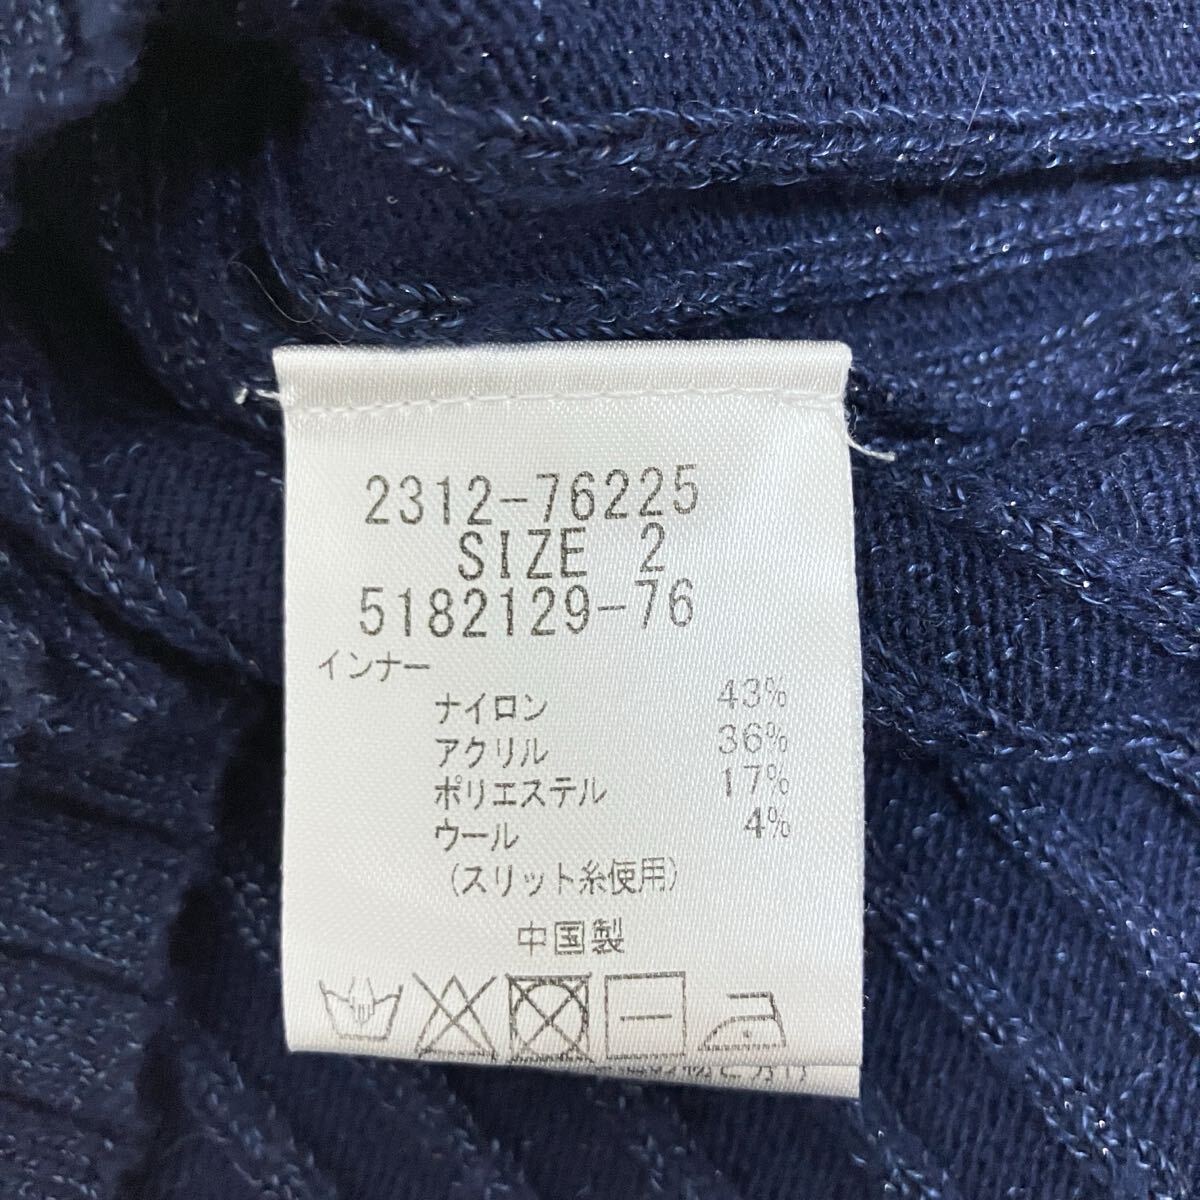 2312-76225
SIZE 2
5182129-76
インナー
ナイロン 43%
アクリル 36%
ポリエステル 17%
ウール 4%
(スリット糸使用)
中国製